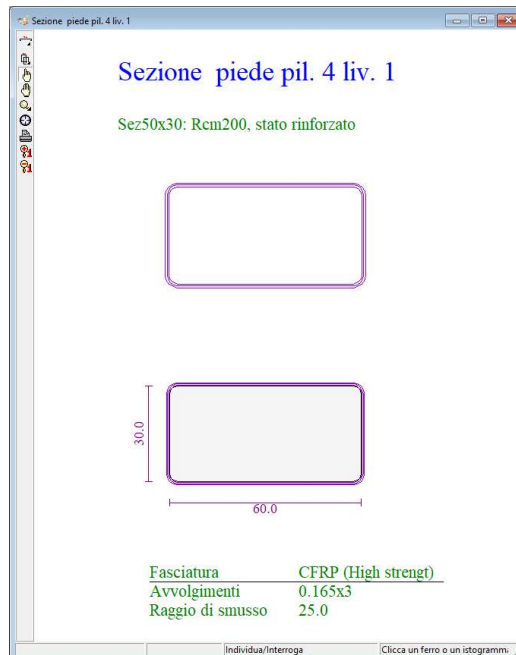 Sezione piede pil. 4 liv. 1
Sezione piede pil. 4 liv. 1
Sez50x30: Rcm200, stato rinforzato
30.0
60.0
Fasciatura CFRP (High strengt)
Avvolgimenti 0.165x3
Raggio di smusso 25.0
Individua/Interroga Clicca un ferro o un istogramma